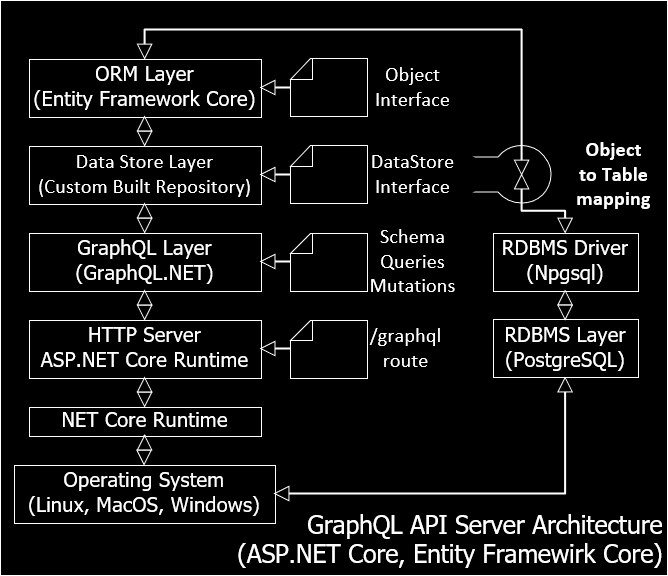 ORM Layer
(Entity Framework Core)
Object
Interface
Data Store Layer
(Custom Built Repository)
DataStore
Interface
Object
to Table
mapping
GraphQL Layer
(GraphQL.NET)
Schema
Queries
Mutations
RDBMS Driver
(Npgsql)
HTTP Server
ASP.NET Core Runtime
/graphql
route
RDBMS Layer
(PostgreSQL)
NET Core Runtime
Operating System
(Linux, MacOS, Windows)
GraphQL API Server Architecture
(ASP.NET Core, Entity Framewirk Core)